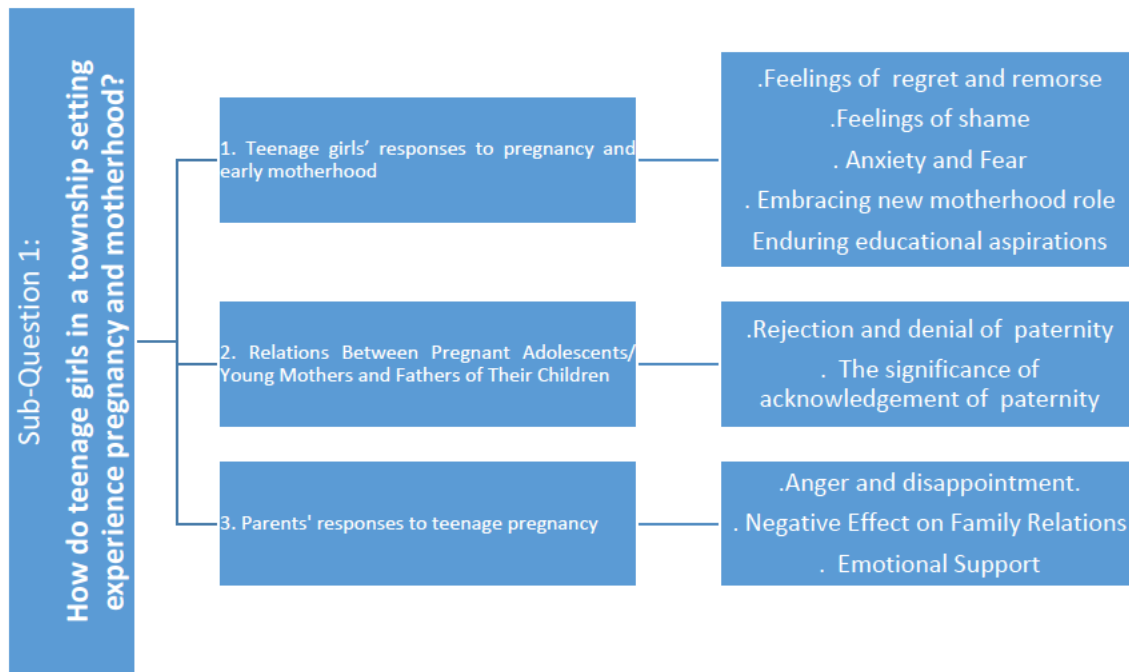 Sub-Question 1:
How do teenage girls in a township setting
experience pregnancy and motherhood?
1. Teenage girls’ responses to pregnancy and
early motherhood
.Feelings of regret and remorse
.Feelings of shame
. Anxiety and Fear
. Embracing new motherhood role
Enduring educational aspirations
2. Relations Between Pregnant Adolescents/
Young Mothers and Fathers of Their Children
.Rejection and denial of paternity
. The significance of
acknowledgement of paternity
3. Parents' responses to teenage pregnancy
.Anger and disappointment.
. Negative Effect on Family Relations
. Emotional Support